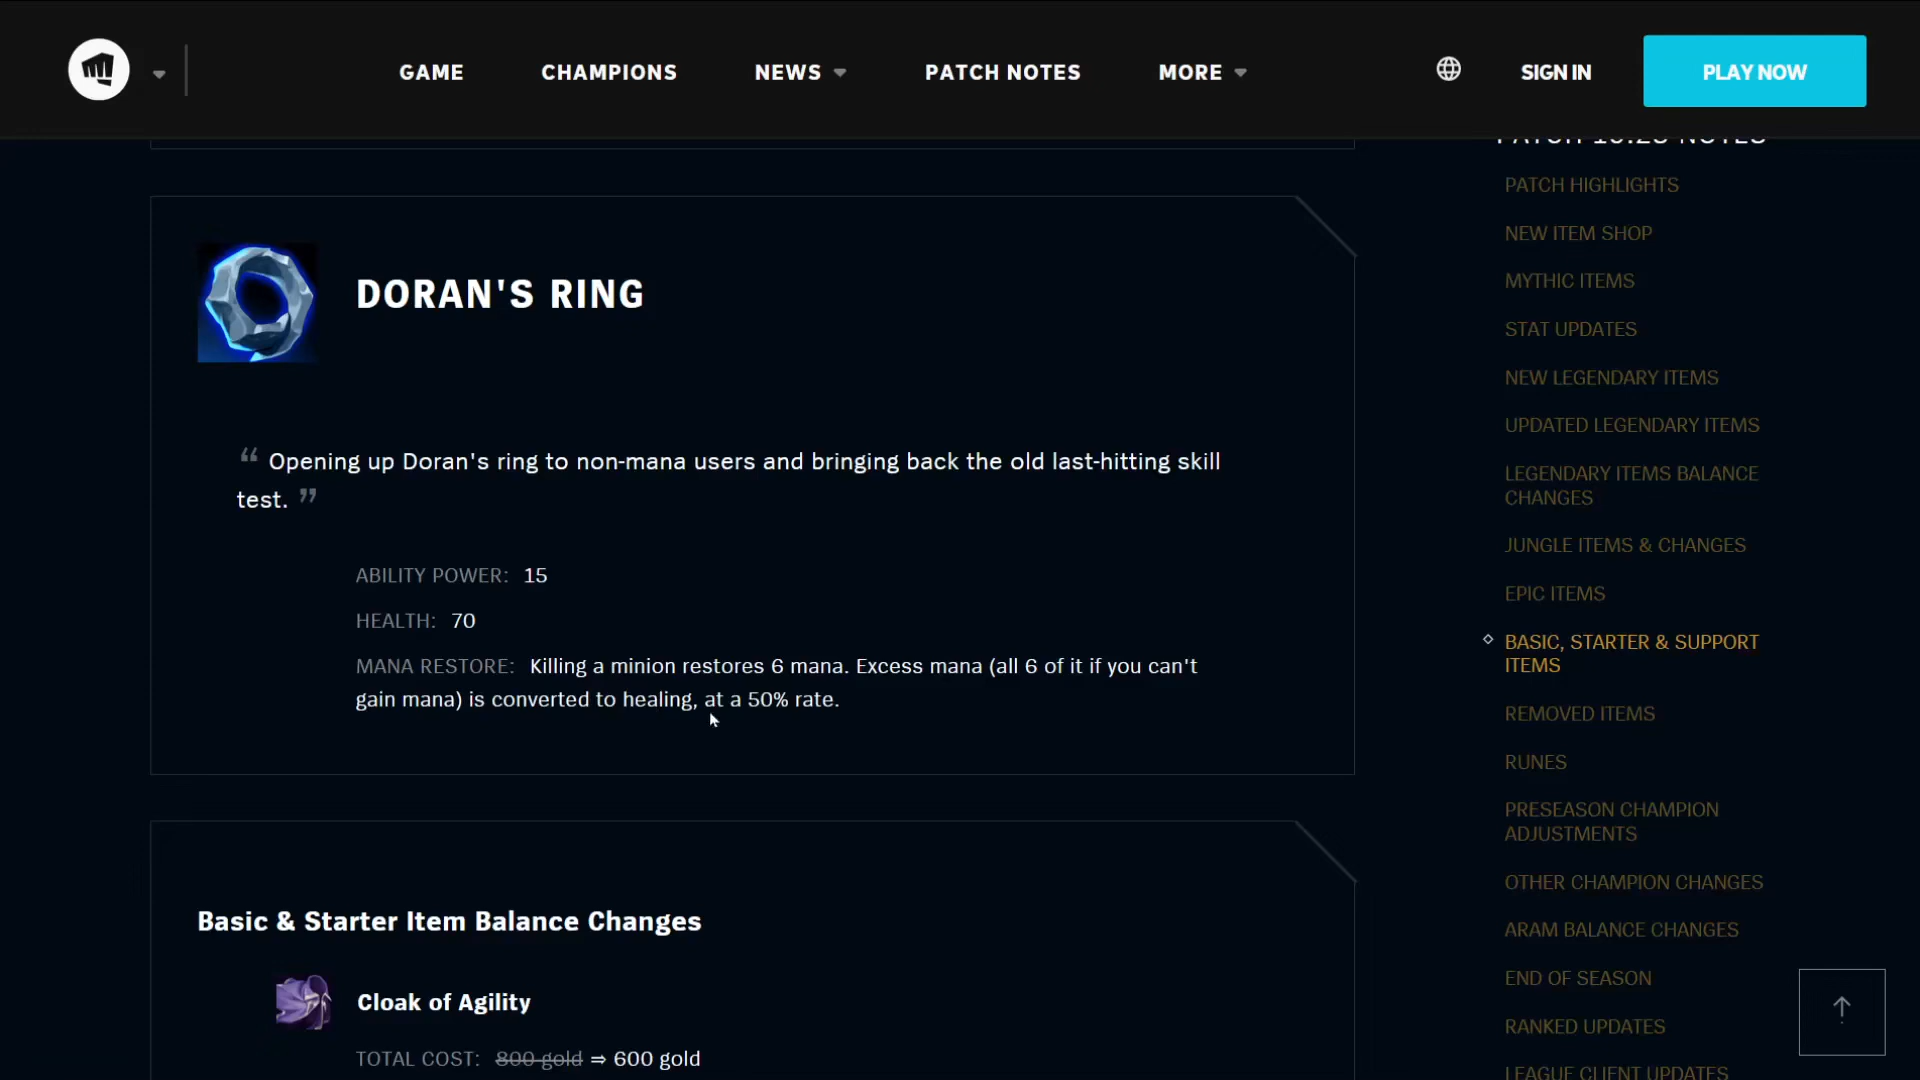 GAME
CHAMPIONS
NEWS
PATCH NOTES
MORE
SIGN IN
PLAY NOW
DORAN'S RING
“ Opening up Doran's ring to non-mana users and bringing back the old last-hitting skill
test. ”
ABILITY POWER: 15
HEALTH: 70
MANA RESTORE: Killing a minion restores 6 mana. Excess mana (all 6 of it if you can't
gain mana) is converted to healing, at a 50% rate.
Basic & Starter Item Balance Changes
Cloak of Agility
TOTAL COST: 800 gold ⇒ 600 gold
PATCH HIGHLIGHTS
NEW ITEM SHOP
MYTHIC ITEMS
STAT UPDATES
NEW LEGENDARY ITEMS
UPDATED LEGENDARY ITEMS
LEGENDARY ITEMS BALANCE
CHANGES
JUNGLE ITEMS & CHANGES
EPIC ITEMS
BASIC, STARTER & SUPPORT
ITEMS
REMOVED ITEMS
RUNES
PRESEASON CHAMPION
ADJUSTMENTS
OTHER CHAMPION CHANGES
ARAM BALANCE CHANGES
END OF SEASON
RANKED UPDATES
LEAGUE CLIENT UPDATES